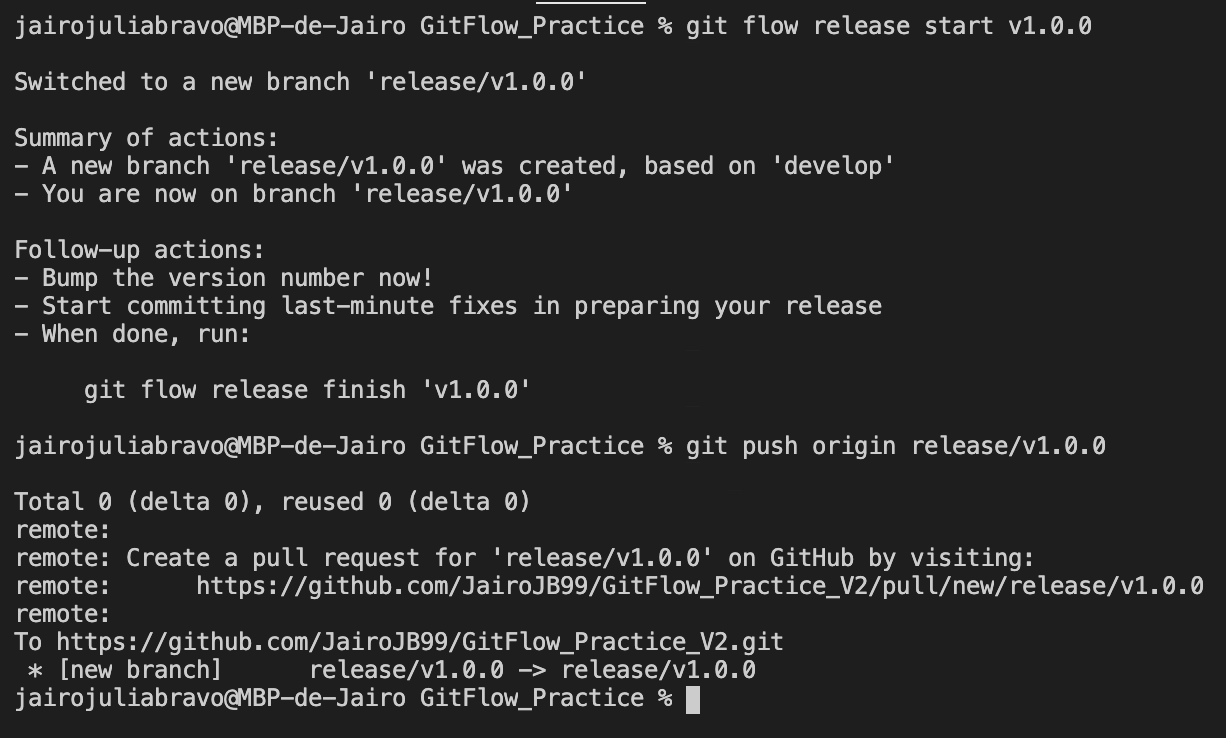 jairojuliabravo@MBP-de-Jairo GitFlow_Practice % git flow release start v1.0.0
Switched to a new branch 'release/v1.0.0'
Summary of actions:
- A new branch 'release/v1.0.0' was created, based on 'develop'
- You are now on branch 'release/v1.0.0'
Follow-up actions:
- Bump the version number now!
- Start committing last-minute fixes in preparing your release
- When done, run:
     git flow release finish 'v1.0.0'
jairojuliabravo@MBP-de-Jairo GitFlow_Practice % git push origin release/v1.0.0
Total 0 (delta 0), reused 0 (delta 0)
remote:
remote: Create a pull request for 'release/v1.0.0' on GitHub by visiting:
remote:      https://github.com/JairoJB99/GitFlow_Practice_V2/pull/new/release/v1.0.0
remote:
To https://github.com/JairoJB99/GitFlow_Practice_V2.git
 * [new branch]      release/v1.0.0 -> release/v1.0.0
jairojuliabravo@MBP-de-Jairo GitFlow_Practice %